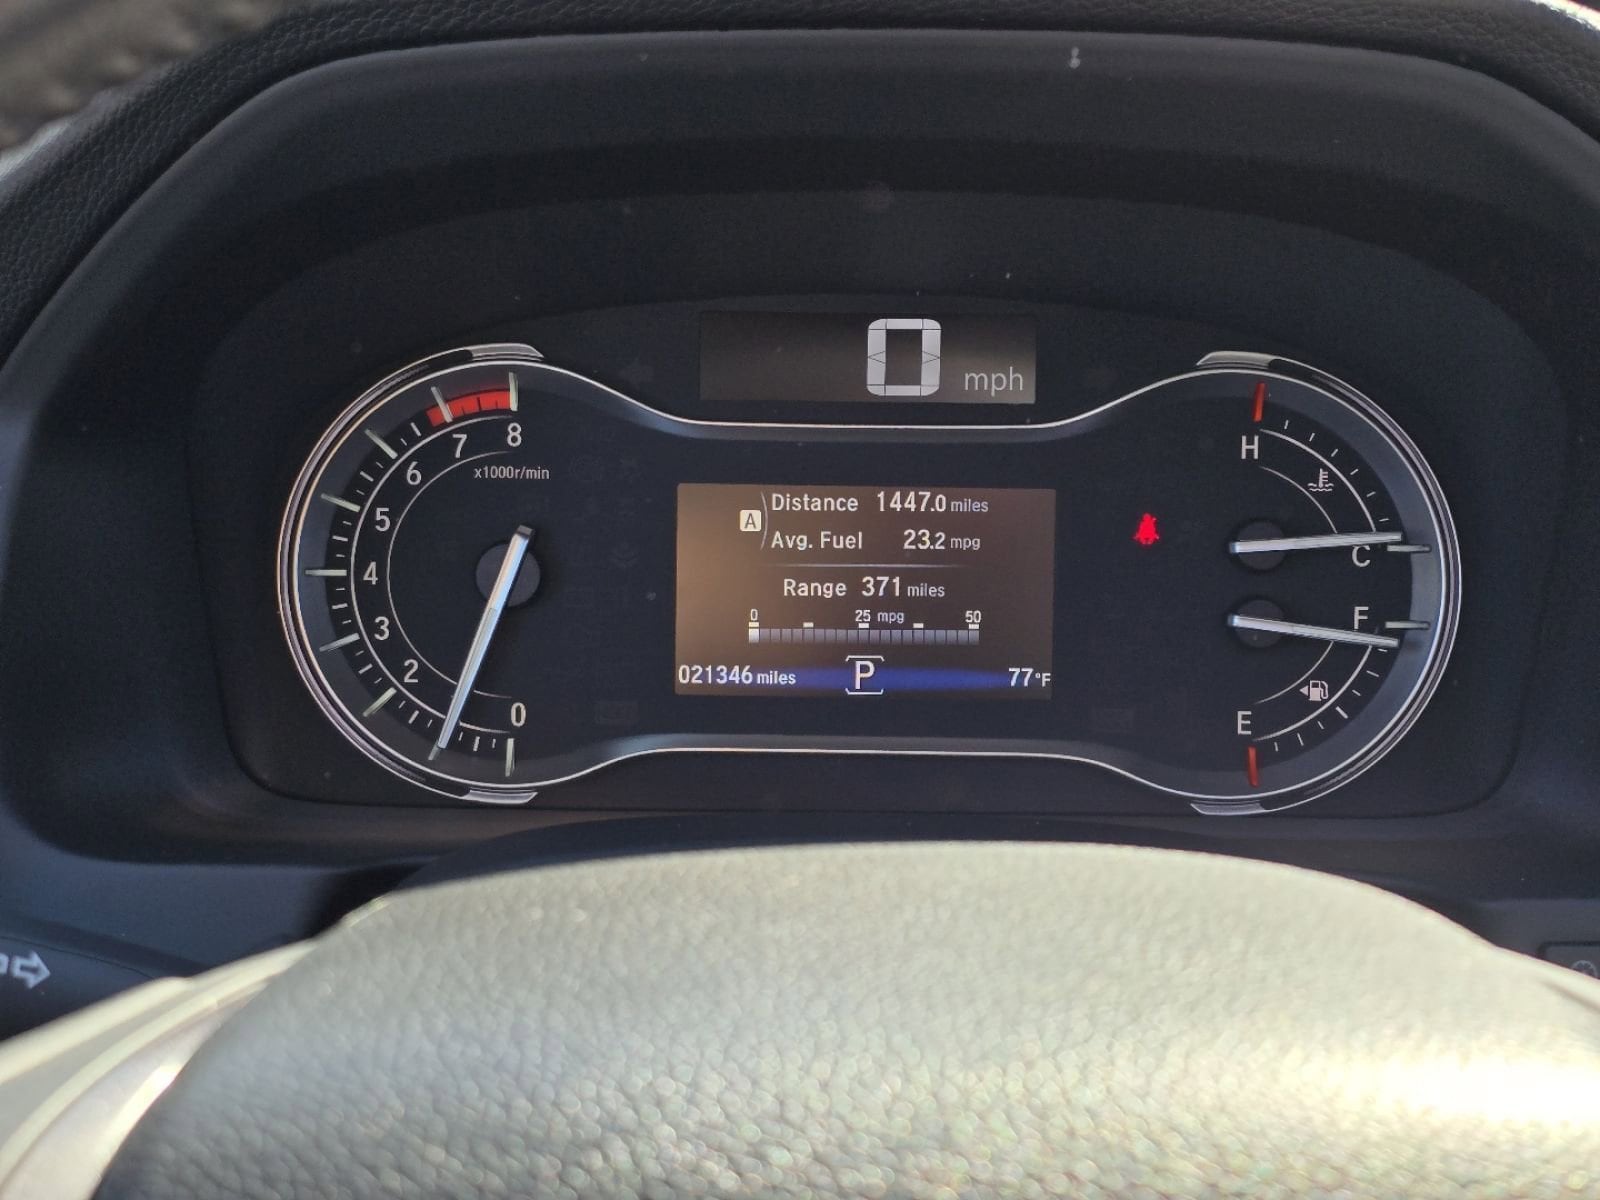 0 mph
8
7
6
x1000r/min
5
4
3
2
0
A
Distance 1447.0 miles
Avg. Fuel 23.2 mpg
Range 371 miles
0 25 mpg 50
021346 miles P 77°F
H
C
F
E